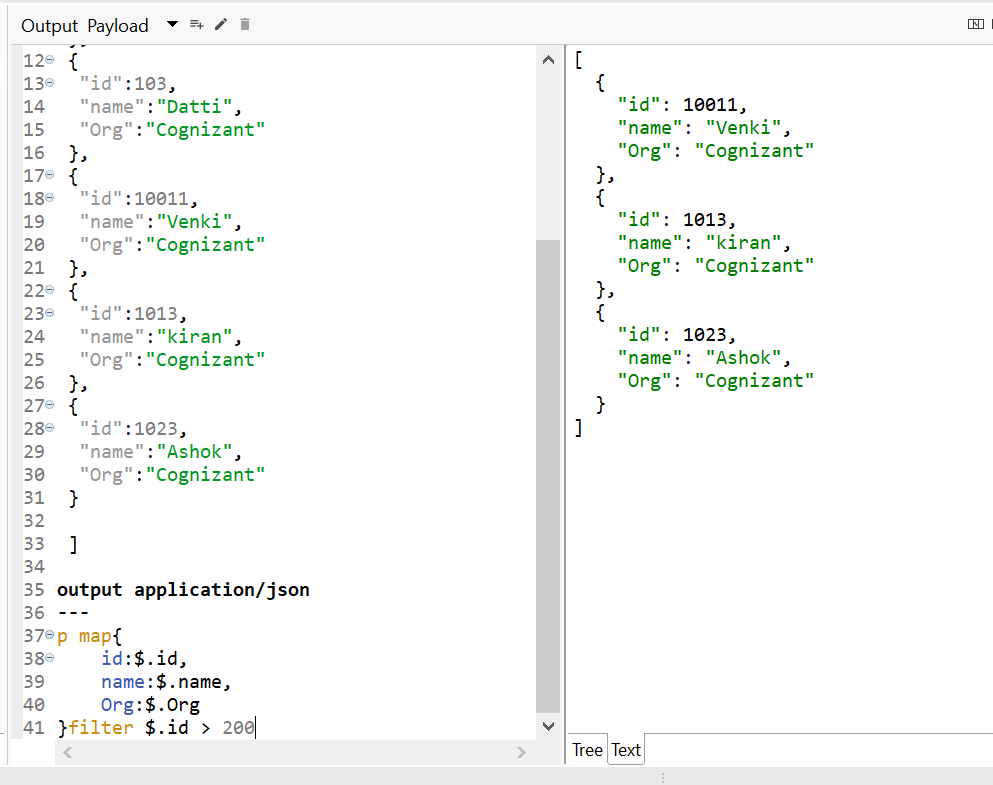 Output Payload
12 {
13 "id":103,
14 "name":"Datti",
15 "Org":"Cognizant"
16 },
17 {
18 "id":10011,
19 "name":"Venki",
20 "Org":"Cognizant"
21 },
22 {
23 "id":1013,
24 "name":"kiran",
25 "Org":"Cognizant"
26 },
27 {
28 "id":1023,
29 "name":"Ashok",
30 "Org":"Cognizant"
31 }
32
33 ]
34
35 output application/json
36 ---
37 p map{
38 id:$.id,
39 name:$.name,
40 Org:$.Org
41 }filter $.id > 200
[
{
"id": 10011,
"name": "Venki",
"Org": "Cognizant"
},
{
"id": 1013,
"name": "kiran",
"Org": "Cognizant"
},
{
"id": 1023,
"name": "Ashok",
"Org": "Cognizant"
}
]
Tree Text